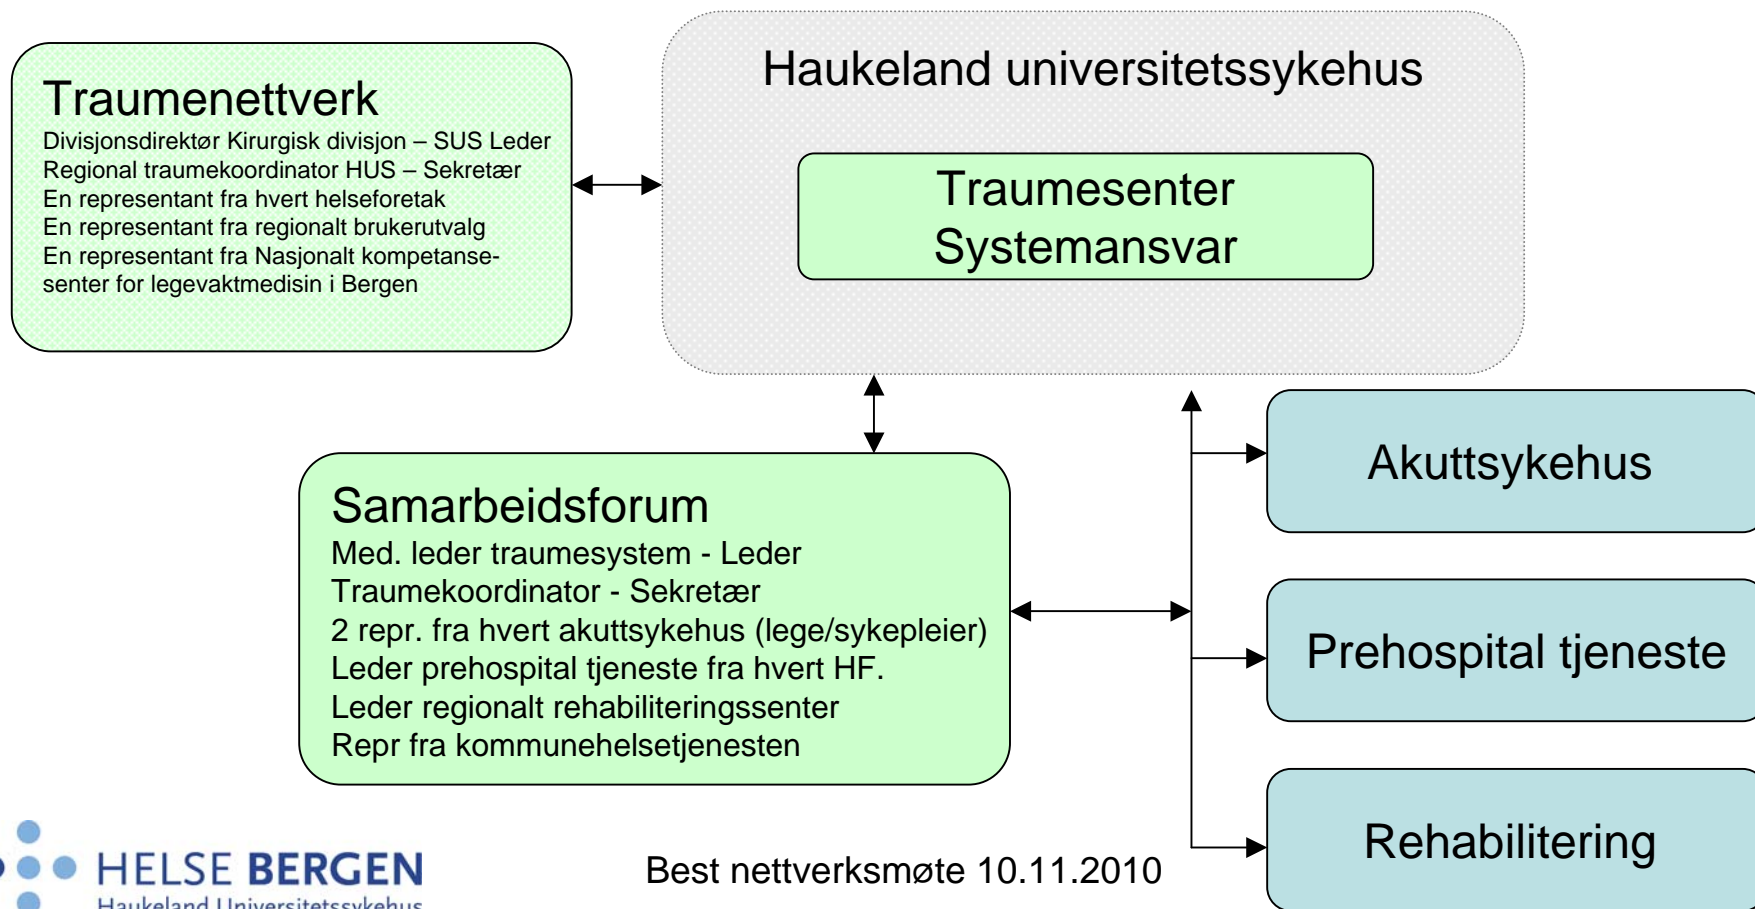 Traumenettverk
Divisjonsdirektør Kirurgisk divisjon – SUS Leder
Regional traumekoordinator HUS – Sekretær
En representant fra hvert helseforetak
En representant fra regionalt brukerutvalg
En representant fra Nasjonalt kompetanse-
senter for legevaktmedisin i Bergen
Haukeland universitetssykehus
Traumesenter
Systemansvar
Samarbeidsforum
Med. leder traumesystem - Leder
Traumekoordinator - Sekretær
2 repr. fra hvert akuttsykehus (lege/sykepleier)
Leder prehospital tjeneste fra hvert HF.
Leder regionalt rehabiliteringssenter
Repr fra kommunehelsetjenesten
Akuttsykehus
Prehospital tjeneste
Rehabilitering
HELSE BERGEN
Haukeland Universitetssykehus
Best nettverksmøte 10.11.2010